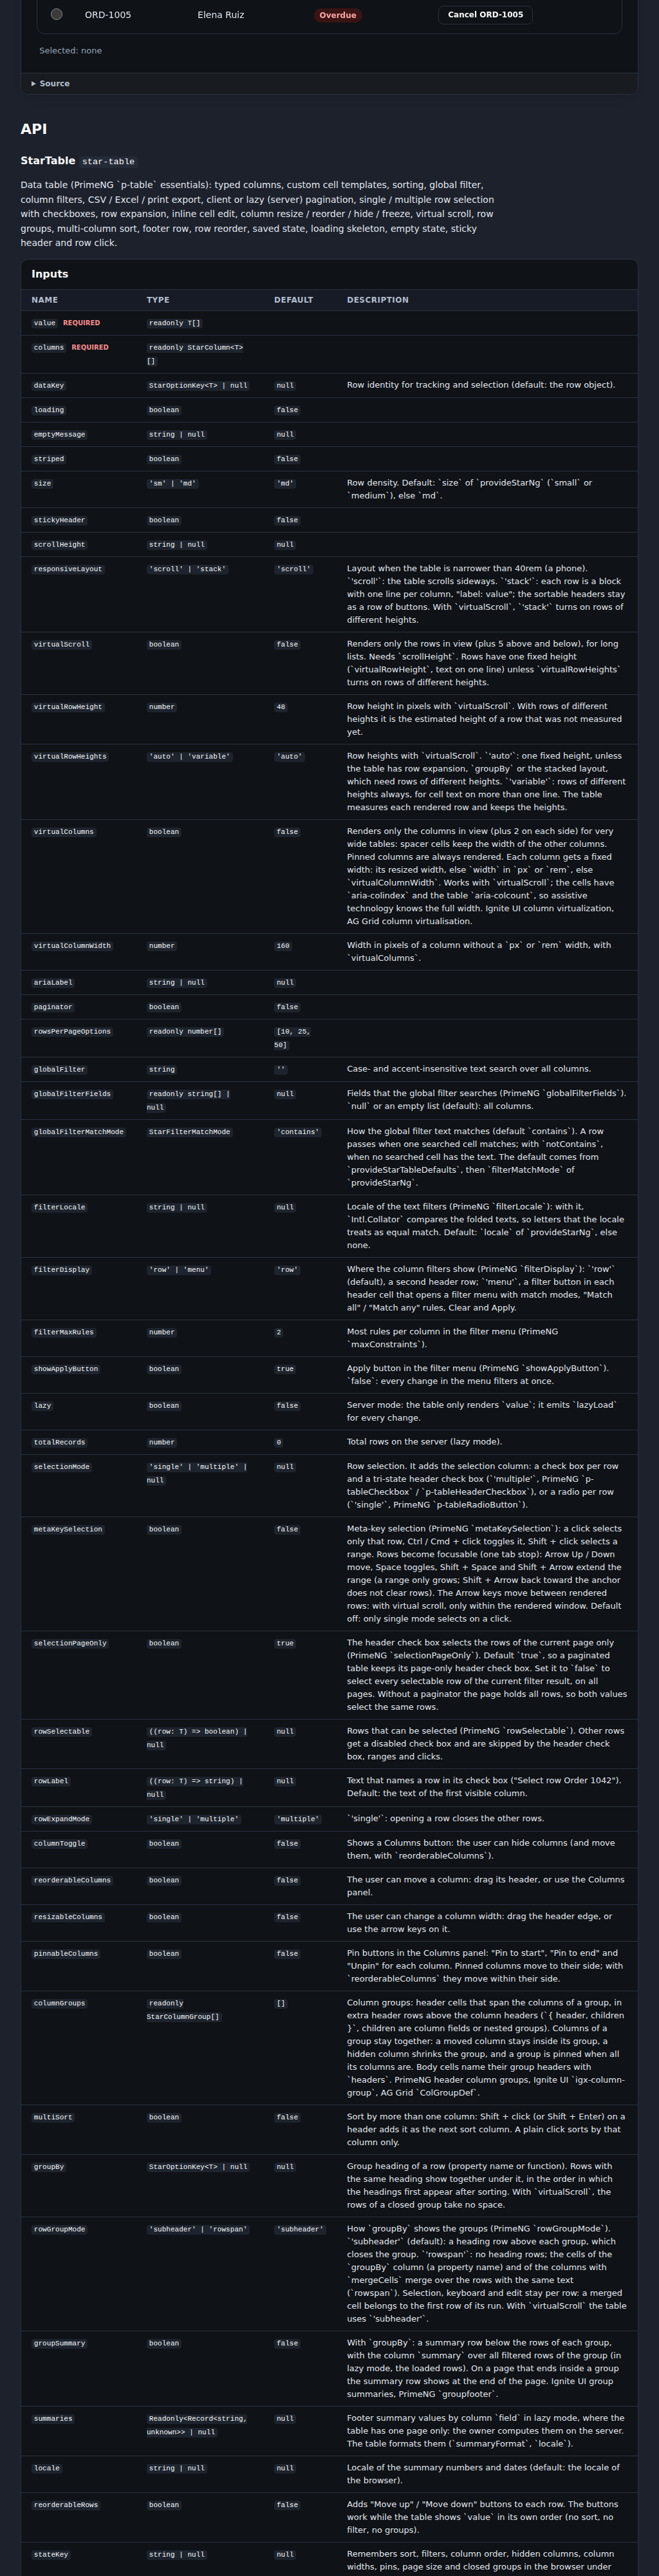 ORD-1005 Elena Ruiz Overdue Cancel ORD-1005
Selected: none
▶ Source
API
StarTable star-table
Data table (PrimeNG `p-table` essentials): typed columns, custom cell templates, sorting, global filter,
column filters, CSV / Excel / print export, client or lazy (server) pagination, single / multiple row selection
with checkboxes, row expansion, inline cell edit, column resize / reorder / hide / freeze, virtual scroll, row
groups, multi-column sort, footer row, row reorder, saved state, loading skeleton, empty state, sticky
header and row click.
Inputs
NAME TYPE DEFAULT DESCRIPTION
value REQUIRED readonly T[]
columns REQUIRED readonly StarColumn<T>
[]
dataKey StarOptionKey<T> | null null Row identity for tracking and selection (default: the row object).
loading boolean false
emptyMessage string | null null
striped boolean false
size 'sm' | 'md' 'md' Row density. Default: `size` of `provideStarNg` (`small` or
`medium`), else `md`.
stickyHeader boolean false
scrollHeight string | null null
responsiveLayout 'scroll' | 'stack' 'scroll' Layout when the table is narrower than 40rem (a phone).
`'scroll'`: the table scrolls sideways. `'stack'`: each row is a block
with one line per column, "label: value"; the sortable headers stay
as a row of buttons. With `virtualScroll`, `'stack'` turns on rows of
different heights.
virtualScroll boolean false Renders only the rows in view (plus 5 above and below), for long
lists. Needs `scrollHeight`. Rows have one fixed height
(`virtualRowHeight`, text on one line) unless `virtualRowHeights`
turns on rows of different heights.
virtualRowHeight number 48 Row height in pixels with `virtualScroll`. With rows of different
heights it is the estimated height of a row that was not measured
yet.
virtualRowHeights 'auto' | 'variable' 'auto' Row heights with `virtualScroll`. `'auto'`: one fixed height, unless
the table has row expansion, `groupBy` or the stacked layout,
which need rows of different heights. `'variable'`: rows of different
heights always, for cell text on more than one line. The table
measures each rendered row and keeps the heights.
virtualColumns boolean false Renders only the columns in view (plus 2 on each side) for very
wide tables: spacer cells keep the width of the other columns.
Pinned columns are always rendered. Each column gets a fixed
width: its resized width, else `width` in `px` or `rem`, else
`virtualColumnWidth`. Works with `virtualScroll`; the cells have
`aria-colindex` and the table `aria-colcount`, so assistive
technology knows the full width. Ignite UI column virtualization,
AG Grid column virtualisation.
virtualColumnWidth number 160 Width in pixels of a column without a `px` or `rem` width, with
`virtualColumns`.
ariaLabel string | null null
paginator boolean false
rowsPerPageOptions readonly number[] [10, 25,
50]
globalFilter string '' Case- and accent-insensitive text search over all columns.
globalFilterFields readonly string[] | null Fields that the global filter searches (PrimeNG `globalFilterFields`).
null `null` or an empty list (default): all columns.
globalFilterMatchMode StarFilterMatchMode 'contains' How the global filter text matches (default `contains`). A row
passes when one searched cell matches; with `notContains`,
when no searched cell has the text. The default comes from
`provideStarTableDefaults`, then `filterMatchMode` of
`provideStarNg`.
filterLocale string | null null Locale of the text filters (PrimeNG `filterLocale`): with it,
`Intl.Collator` compares the folded texts, so letters that the locale
treats as equal match. Default: `locale` of `provideStarNg`, else
none.
filterDisplay 'row' | 'menu' 'row' Where the column filters show (PrimeNG `filterDisplay`): `'row'`
(default), a second header row; `'menu'`, a filter button in each
header cell that opens a filter menu with match modes, "Match
all" / "Match any" rules, Clear and Apply.
filterMaxRules number 2 Most rules per column in the filter menu (PrimeNG
`maxConstraints`).
showApplyButton boolean true Apply button in the filter menu (PrimeNG `showApplyButton`).
`false`: every change in the menu filters at once.
lazy boolean false Server mode: the table only renders `value`; it emits `lazyLoad`
for every change.
totalRecords number 0 Total rows on the server (lazy mode).
selectionMode 'single' | 'multiple' | null Row selection. It adds the selection column: a check box per row
null and a tri-state header check box (`'multiple'`, PrimeNG `p-
tableCheckbox` / `p-tableHeaderCheckbox`), or a radio per row
(`'single'`, PrimeNG `p-tableRadioButton`).
metaKeySelection boolean false Meta-key selection (PrimeNG `metaKeySelection`): a click selects
only that row, Ctrl / Cmd + click toggles it, Shift + click selects a
range. Rows become focusable (one tab stop): Arrow Up / Down
move, Space toggles, Shift + Space and Shift + Arrow extend the
range (a range only grows; Shift + Arrow back toward the anchor
does not clear rows). The Arrow keys move between rendered
rows: with virtual scroll, only within the rendered window. Default
off: only single mode selects on a click.
selectionPageOnly boolean true The header check box selects the rows of the current page only
(PrimeNG `selectionPageOnly`). Default `true`, so a paginated
table keeps its page-only header check box. Set it to `false` to
select every selectable row of the current filter result, on all
pages. Without a paginator the page holds all rows, so both values
select the same rows.
rowSelectable ((row: T) => boolean) | null Rows that can be selected (PrimeNG `rowSelectable`). Other rows
null get a disabled check box and are skipped by the header check
box, ranges and clicks.
rowLabel ((row: T) => string) | null Text that names a row in its check box ("Select row Order 1042").
null Default: the text of the first visible column.
rowExpandMode 'single' | 'multiple' 'multiple' `'single'`: opening a row closes the other rows.
columnToggle boolean false Shows a Columns button: the user can hide columns (and move
them, with `reorderableColumns`).
reorderableColumns boolean false The user can move a column: drag its header, or use the Columns
panel.
resizableColumns boolean false The user can change a column width: drag the header edge, or
use the arrow keys on it.
pinnableColumns boolean false Pin buttons in the Columns panel: "Pin to start", "Pin to end" and
"Unpin" for each column. Pinned columns move to their side; with
`reorderableColumns` they move within their side.
columnGroups readonly [] Column groups: header cells that span the columns of a group, in
StarColumnGroup[] extra header rows above the column headers (`{ header, children
}`, children are column fields or nested groups). Columns of a
group stay together: a moved column stays inside its group, a
hidden column shrinks the group, and a group is pinned when all
its columns are. Body cells name their group headers with
`headers`. PrimeNG header column groups, Ignite UI `igx-column-
group`, AG Grid `ColGroupDef`.
multiSort boolean false Sort by more than one column: Shift + click (or Shift + Enter) on a
header adds it as the next sort column. A plain click sorts by that
column only.
groupBy StarOptionKey<T> | null null Group heading of a row (property name or function). Rows with
the same heading show together under it, in the order in which
the headings first appear after sorting. With `virtualScroll`, the
rows of a closed group take no space.
rowGroupMode 'subheader' | 'rowspan' 'subheader' How `groupBy` shows the groups (PrimeNG `rowGroupMode`).
`'subheader'` (default): a heading row above each group, which
closes the group. `'rowspan'`: no heading rows; the cells of the
`groupBy` column (a property name) and of the columns with
`mergeCells` merge over the rows with the same text
(`rowspan`). Selection, keyboard and edit stay per row: a merged
cell belongs to the first row of its run. With `virtualScroll` the table
uses `'subheader'`.
groupSummary boolean false With `groupBy`: a summary row below the rows of each group,
with the column `summary` over all filtered rows of the group (in
lazy mode, the loaded rows). On a page that ends inside a group
the summary row shows at the end of the page. Ignite UI group
summaries, PrimeNG `groupfooter`.
summaries Readonly<Record<string, null Footer summary values by column `field` in lazy mode, where the
unknown>> | null table has one page only: the owner computes them on the server.
The table formats them (`summaryFormat`, `locale`).
locale string | null null Locale of the summary numbers and dates (default: the locale of
the browser).
reorderableRows boolean false Adds "Move up" / "Move down" buttons to each row. The buttons
work while the table shows `value` in its own order (no sort, no
filter, no groups).
stateKey string | null null Remembers sort, filters, column order, hidden columns, column
widths, pins, page size and closed groups in the browser under